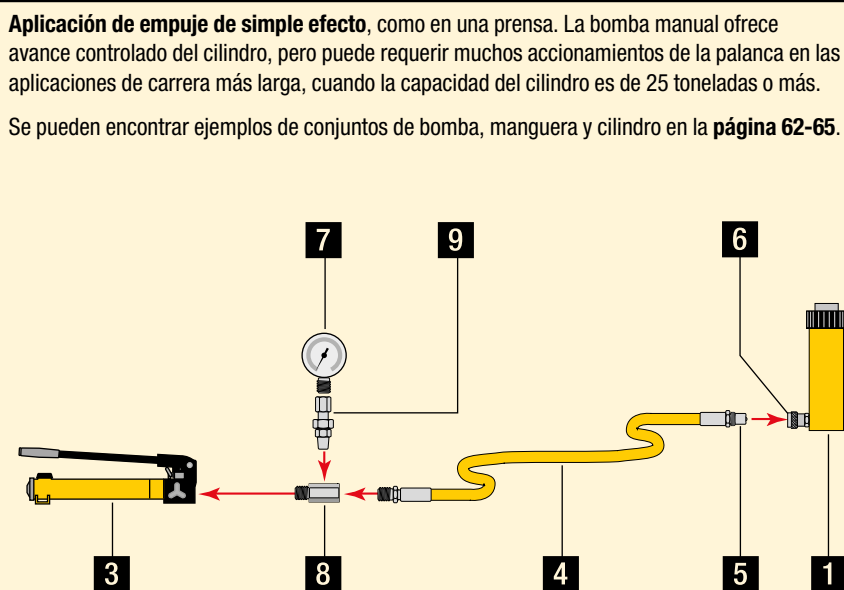 Aplicación de empuje de simple efecto, como en una prensa. La bomba manual ofrece
avance controlado del cilindro, pero puede requerir muchos accionamientos de la palanca en las
aplicaciones de carrera más larga, cuando la capacidad del cilindro es de 25 toneladas o más.
Se pueden encontrar ejemplos de conjuntos de bomba, manguera y cilindro en la página 62-65.
7 9 6
3 8 4 5 1